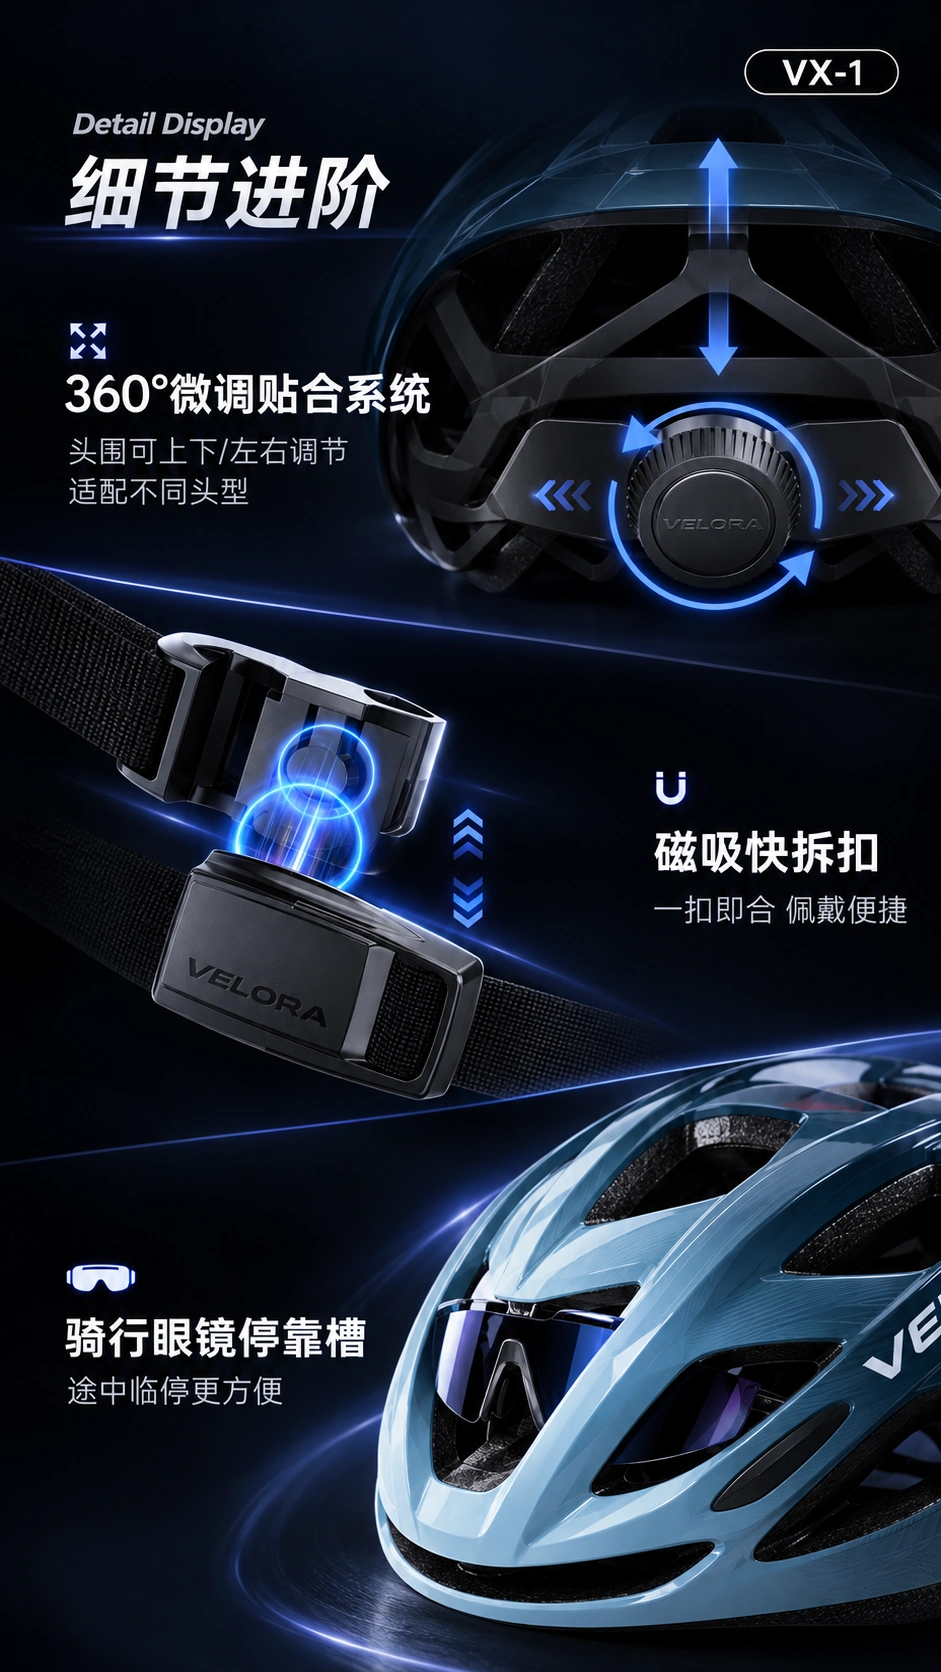 VX-1
Detail Display
细节进阶
360°微调贴合系统
头围可上下/左右调节
适配不同头型
VELORA
磁吸快拆扣
一扣即合 佩戴便捷
VELORA
骑行眼镜停靠槽
途中临停更方便
VE